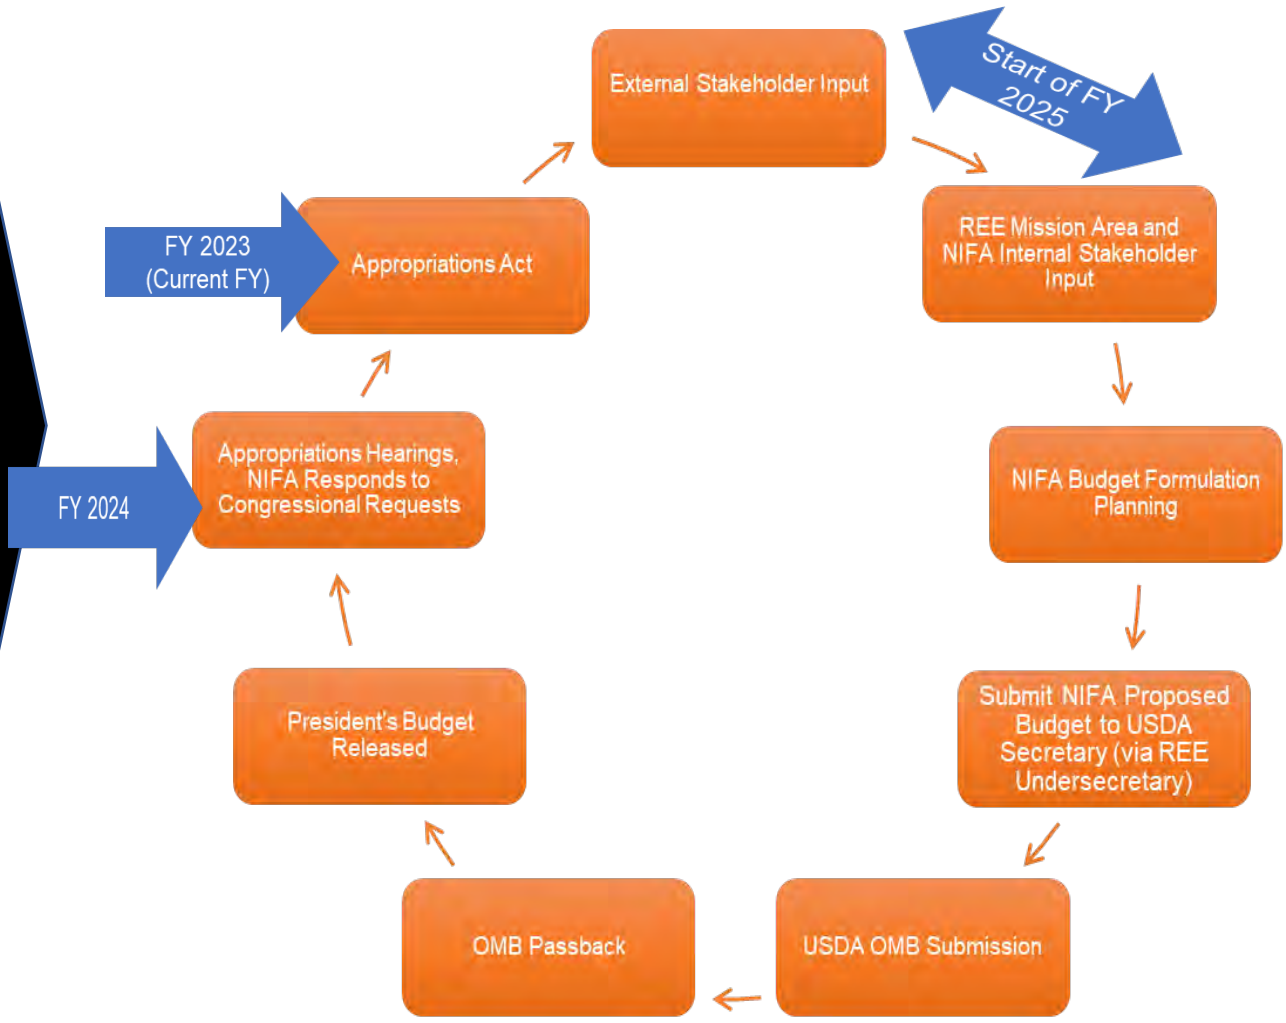 External Stakeholder Input
Start of FY
2025
REE Mission Area and
NIFA Internal Stakeholder
Input
NIFA Budget Formulation
Planning
Submit NIFA Proposed
Budget to USDA
Secretary (via REE
Undersecretary)
USDA OMB Submission
OMB Passback
President's Budget
Released
Appropriations Hearings,
NIFA Responds to
Congressional Requests
FY 2024
Appropriations Act
FY 2023
(Current FY)